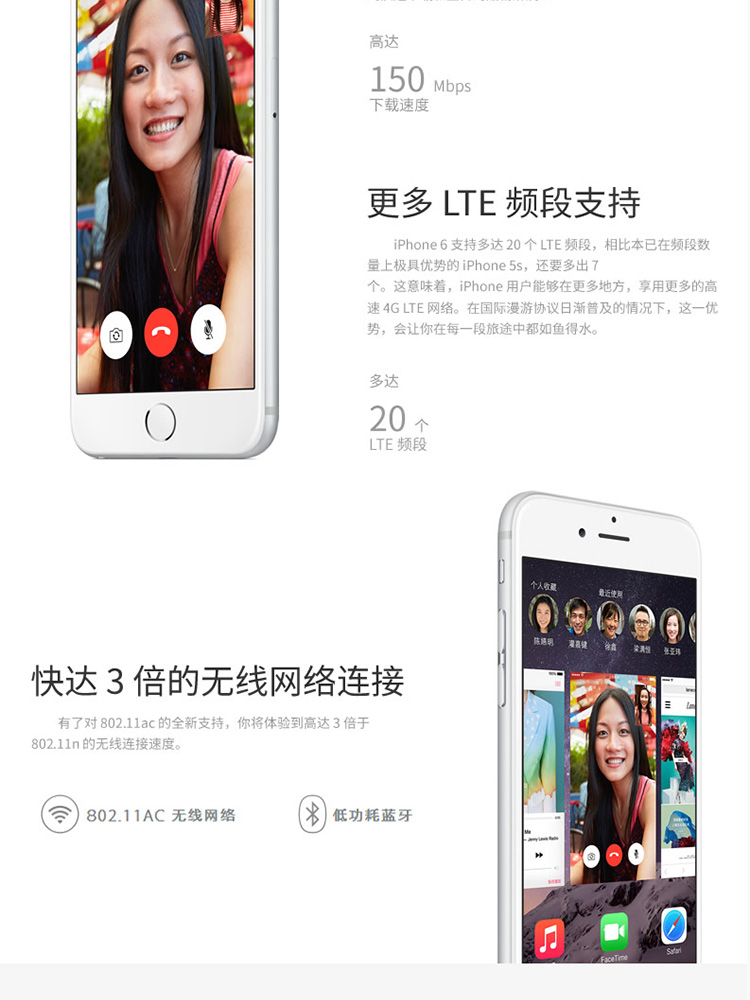 高达
150 Mbps
下载速度
更多 LTE 频段支持
iPhone 6 支持多达 20 个 LTE 频段，相比本已在频段数
量上极具优势的 iPhone 5s，还要多出 7
个。这意味着，iPhone 用户能够在更多地方，享用更多的高
速 4G LTE 网络。在国际漫游协议日渐普及的情况下，这一优
势，会让你在每一段旅途中都如鱼得水。
多达
20 个
LTE 频段
个人收藏
最近使用
陈遇明
徐鑫
梁满恒
张亚玮
快达 3 倍的无线网络连接
有了对 802.11ac 的全新支持，你将体验到高达 3 倍于
802.11n 的无线连接速度。
802.11AC 无线网络
低功耗蓝牙
Me
— Jenny Lewis Radio
FaceTime
Safari